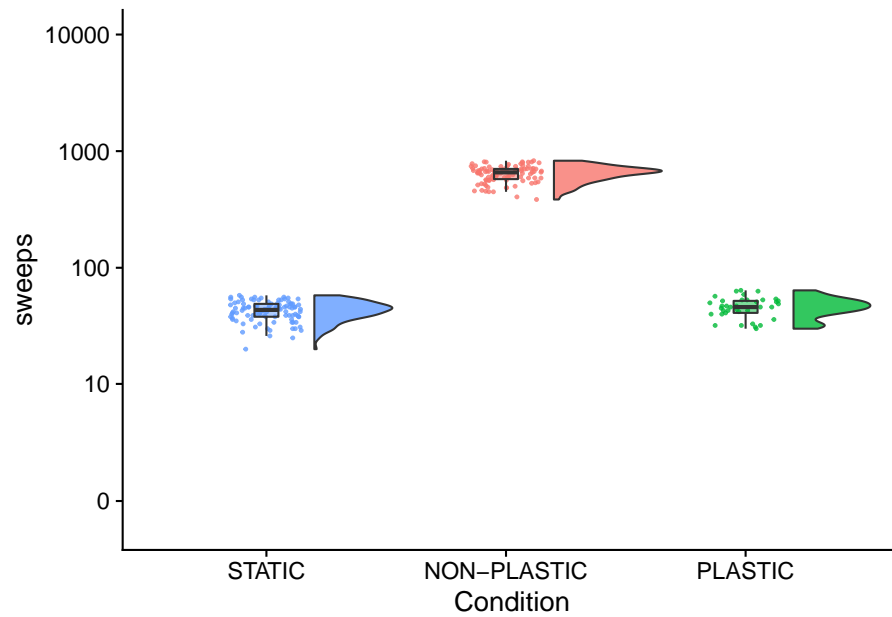 10000
1000
100
10
0
sweeps
STATIC
NON−PLASTIC
PLASTIC
Condition